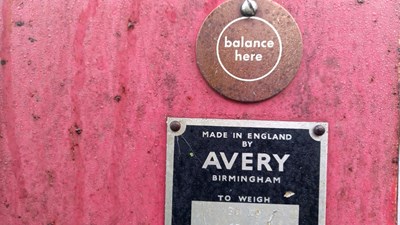 balance
here
MADE IN ENGLAND
BY
AVERY
BIRMINGHAM
TO WEIGH